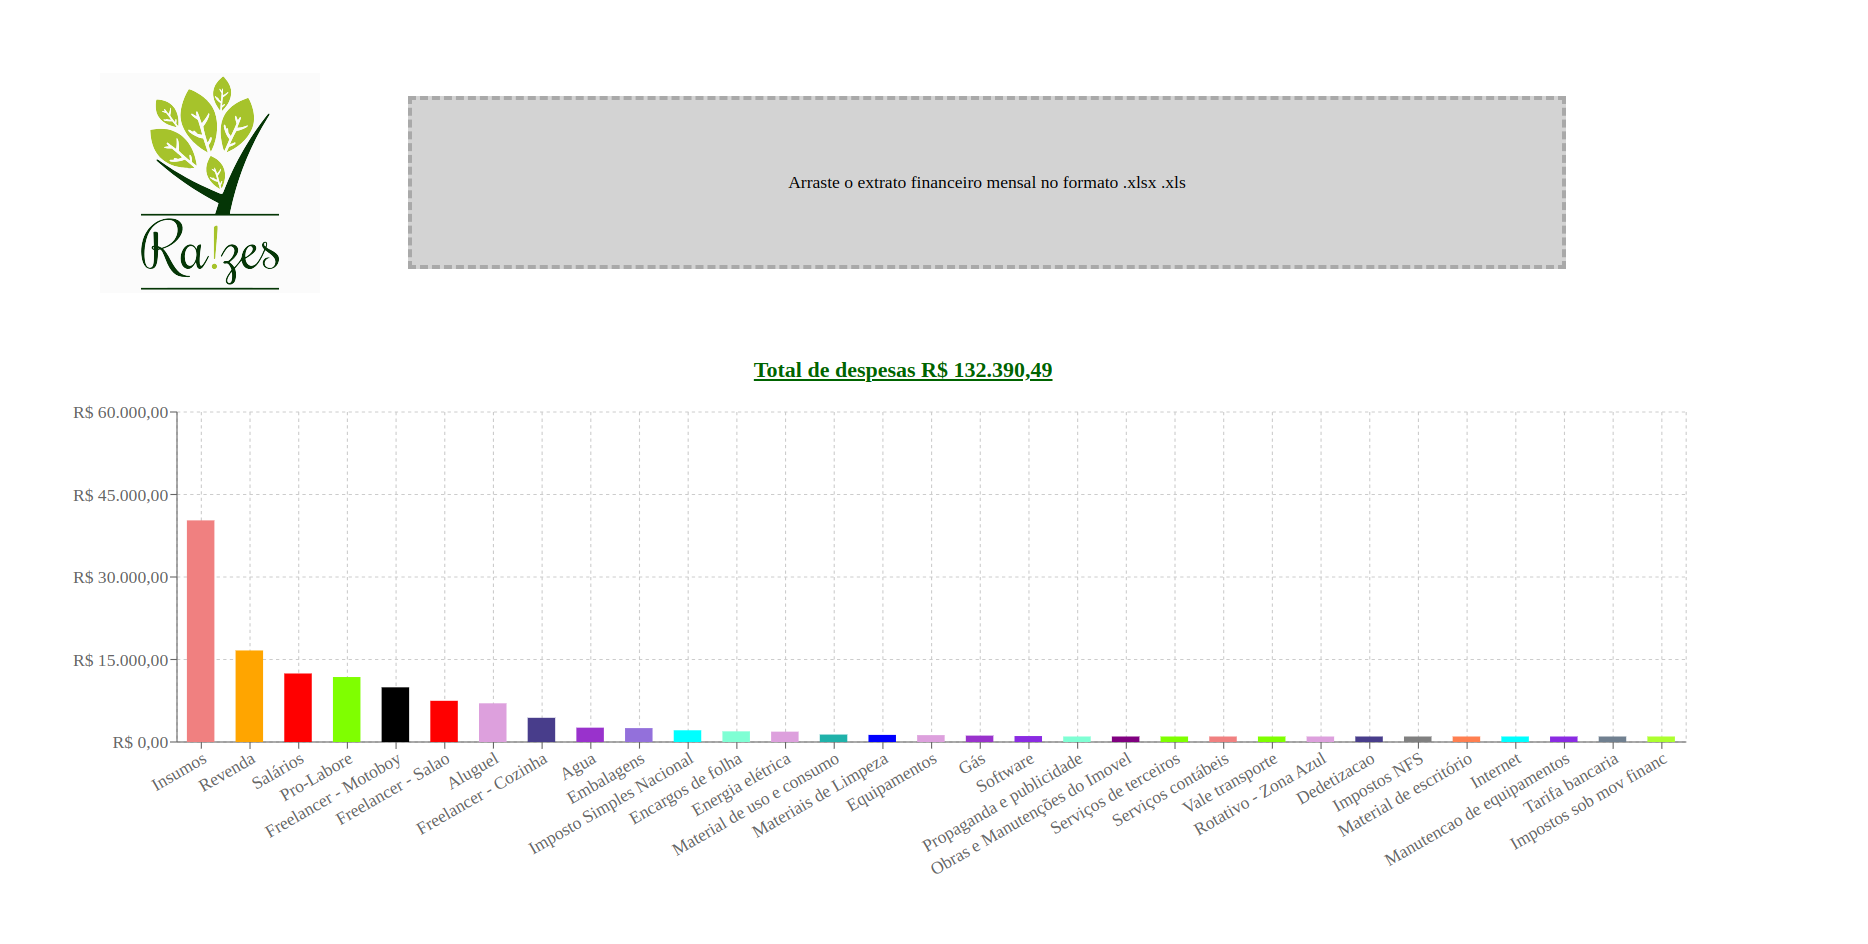 Ra!zes
Arraste o extrato financeiro mensal no formato .xlsx .xls
Total de despesas R$ 132.390,49
R$ 60.000,00
R$ 45.000,00
R$ 30.000,00
R$ 15.000,00
R$ 0,00
Insumos
Revenda
Salários
Pro-Labore
Freelancer - Motoboy
Freelancer - Salao
Aluguel
Freelancer - Cozinha
Agua
Embalagens
Imposto Simples Nacional
Encargos de folha
Energia elétrica
Material de uso e consumo
Materiais de Limpeza
Equipamentos
Gás
Software
Propaganda e publicidade
Obras e Manutenções do Imovel
Serviços de terceiros
Serviços contábeis
Vale transporte
Rotativo - Zona Azul
Dedetizacao
Impostos NFS
Material de escritório
Internet
Manutencao de equipamentos
Tarifa bancaria
Impostos sob mov financ